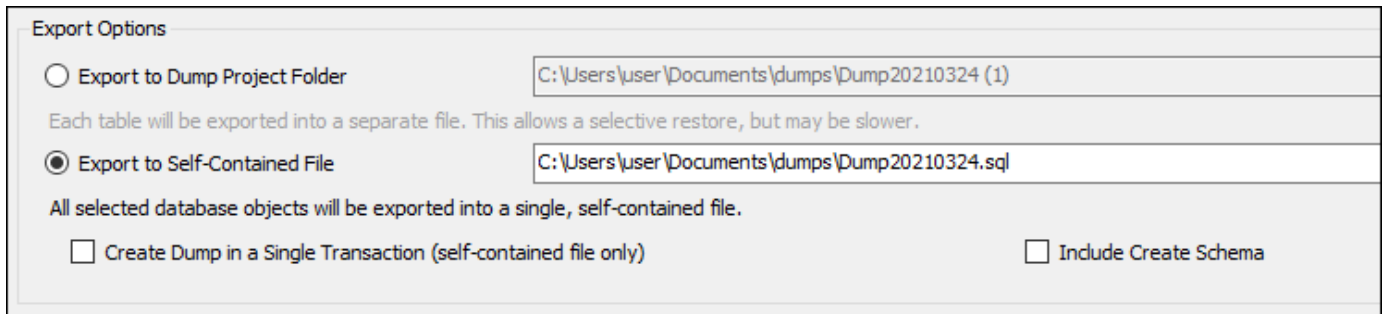 Export Options
Export to Dump Project Folder C:\Users\user\Documents\dumps\Dump20210324 (1)
Each table will be exported into a separate file. This allows a selective restore, but may be slower.
Export to Self-Contained File C:\Users\user\Documents\dumps\Dump20210324.sql
All selected database objects will be exported into a single, self-contained file.
Create Dump in a Single Transaction (self-contained file only) Include Create Schema